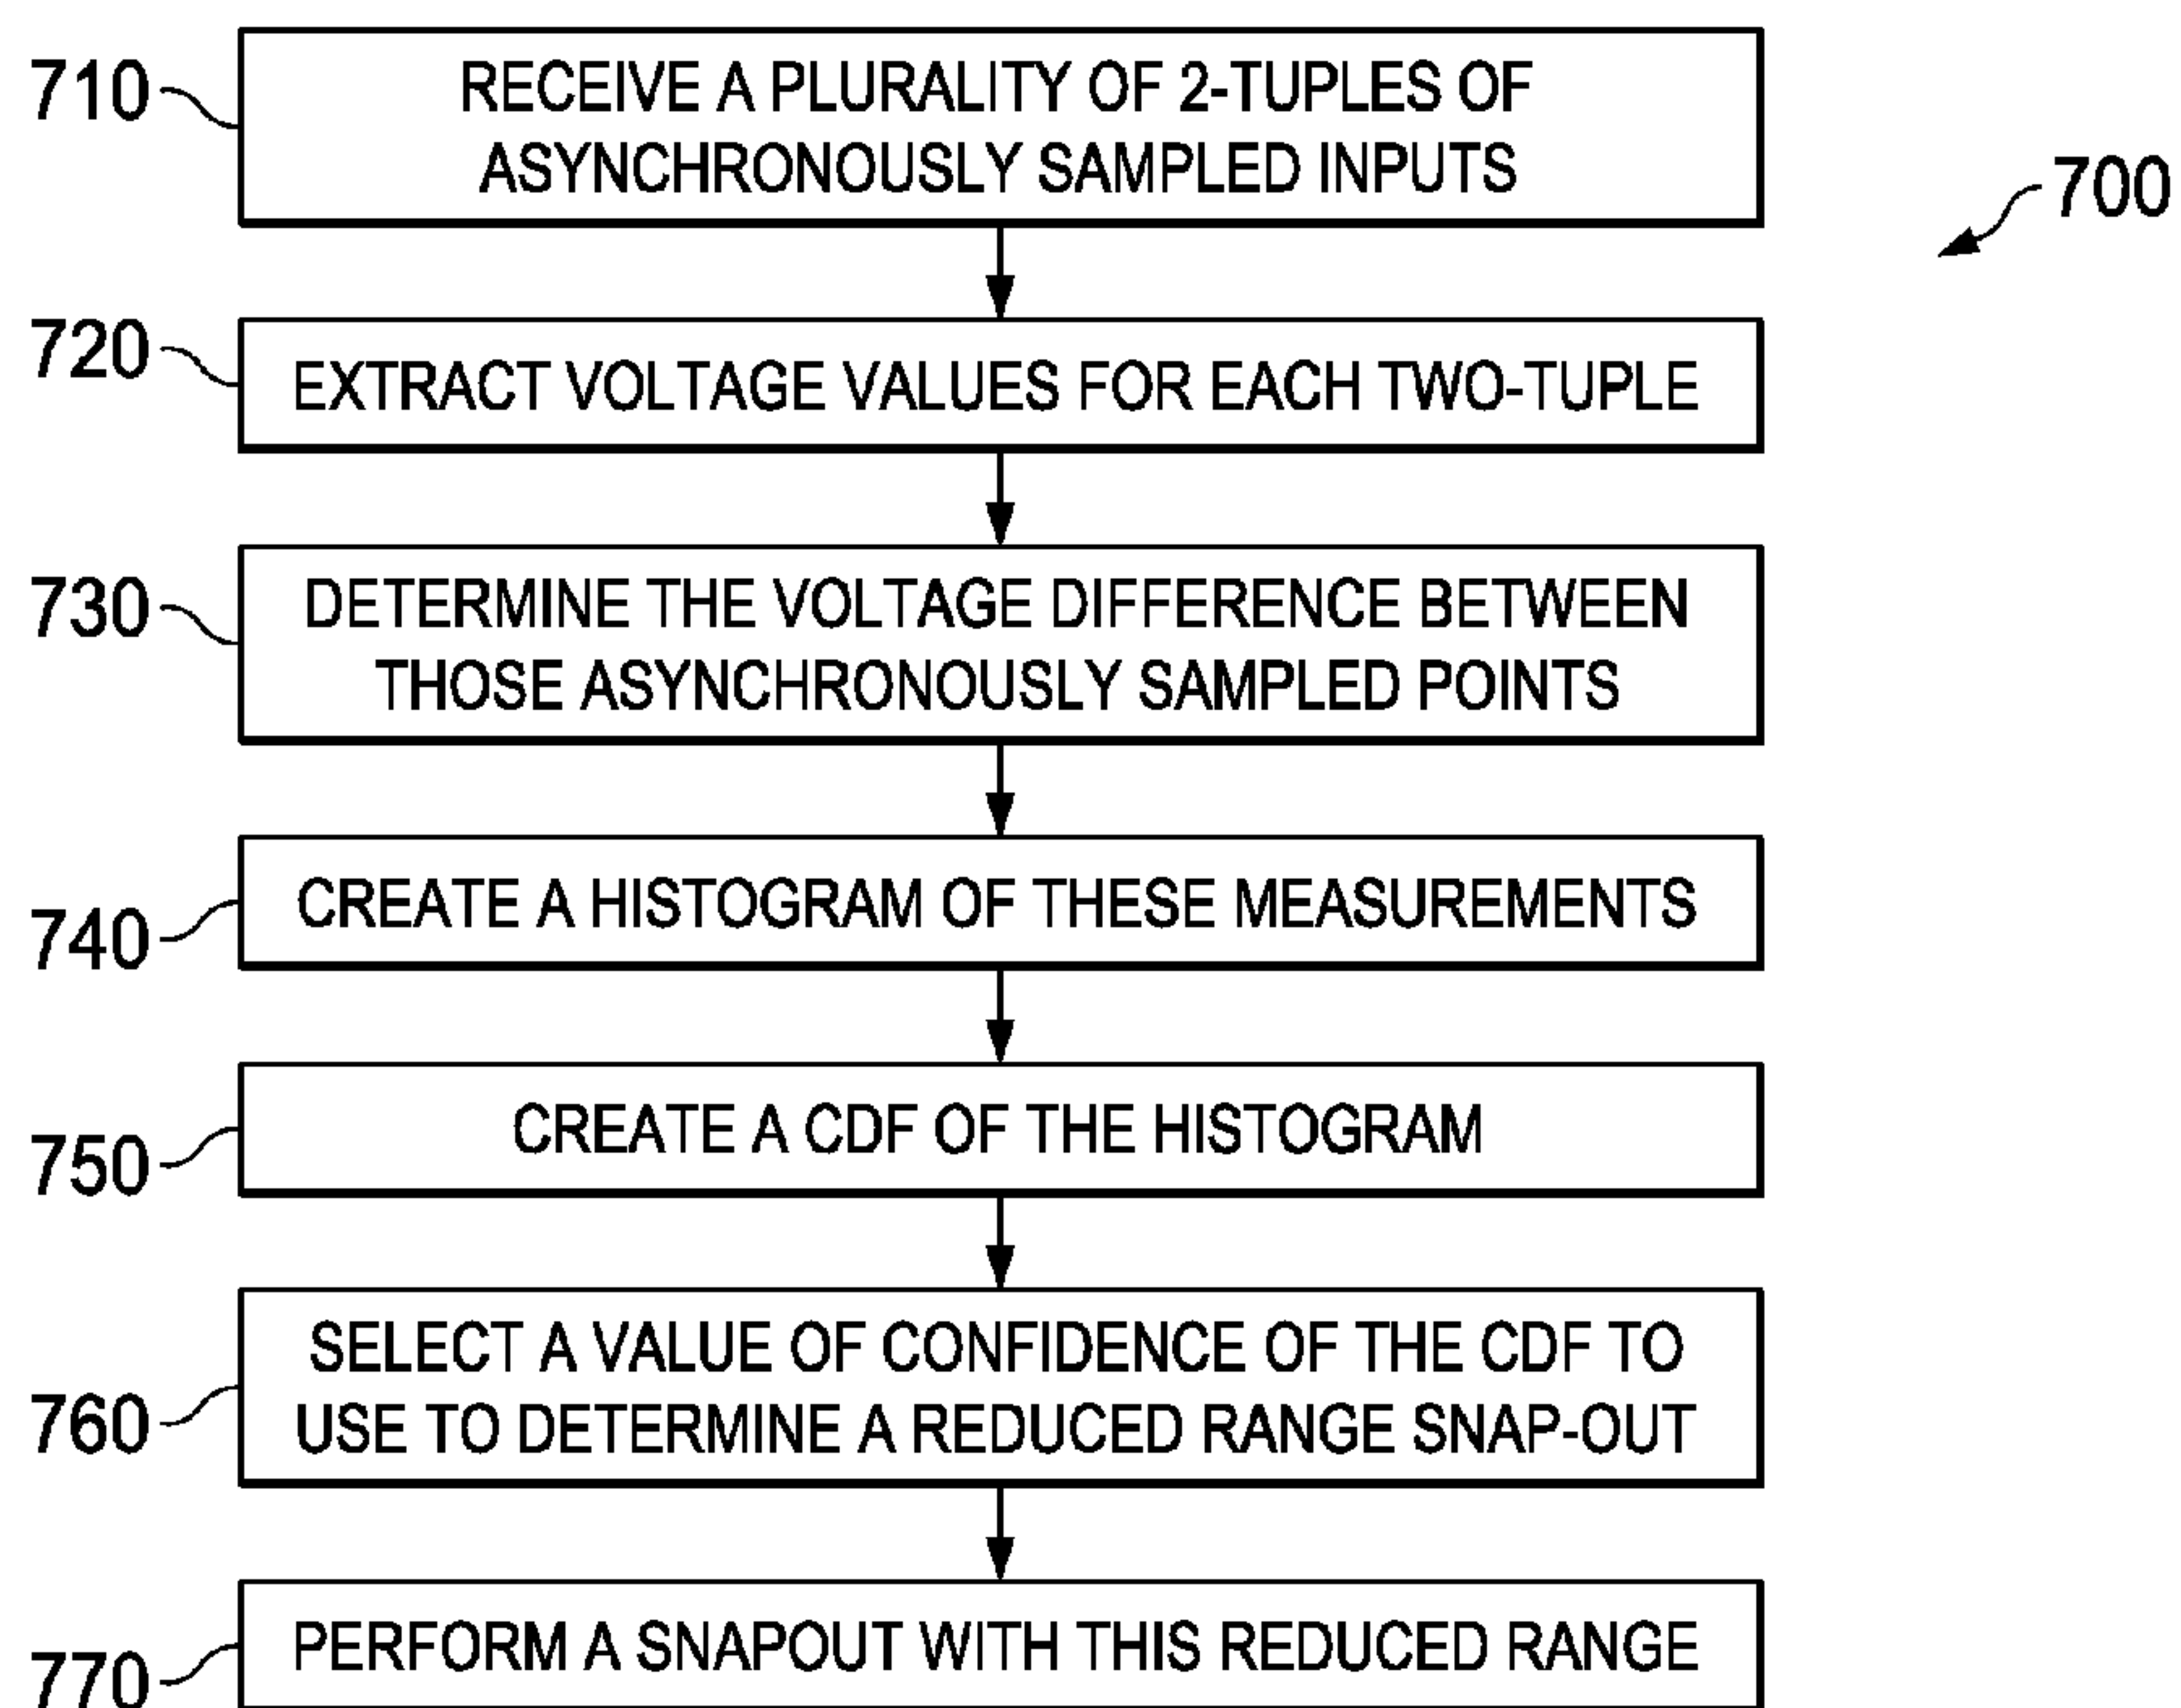 710
RECEIVE A PLURALITY OF 2-TUPLES OF
ASYNCHRONOUSLY SAMPLED INPUTS
700
720
EXTRACT VOLTAGE VALUES FOR EACH TWO-TUPLE
730
DETERMINE THE VOLTAGE DIFFERENCE BETWEEN
THOSE ASYNCHRONOUSLY SAMPLED POINTS
740
CREATE A HISTOGRAM OF THESE MEASUREMENTS
750
CREATE A CDF OF THE HISTOGRAM
760
SELECT A VALUE OF CONFIDENCE OF THE CDF TO
USE TO DETERMINE A REDUCED RANGE SNAP-OUT
770
PERFORM A SNAPOUT WITH THIS REDUCED RANGE